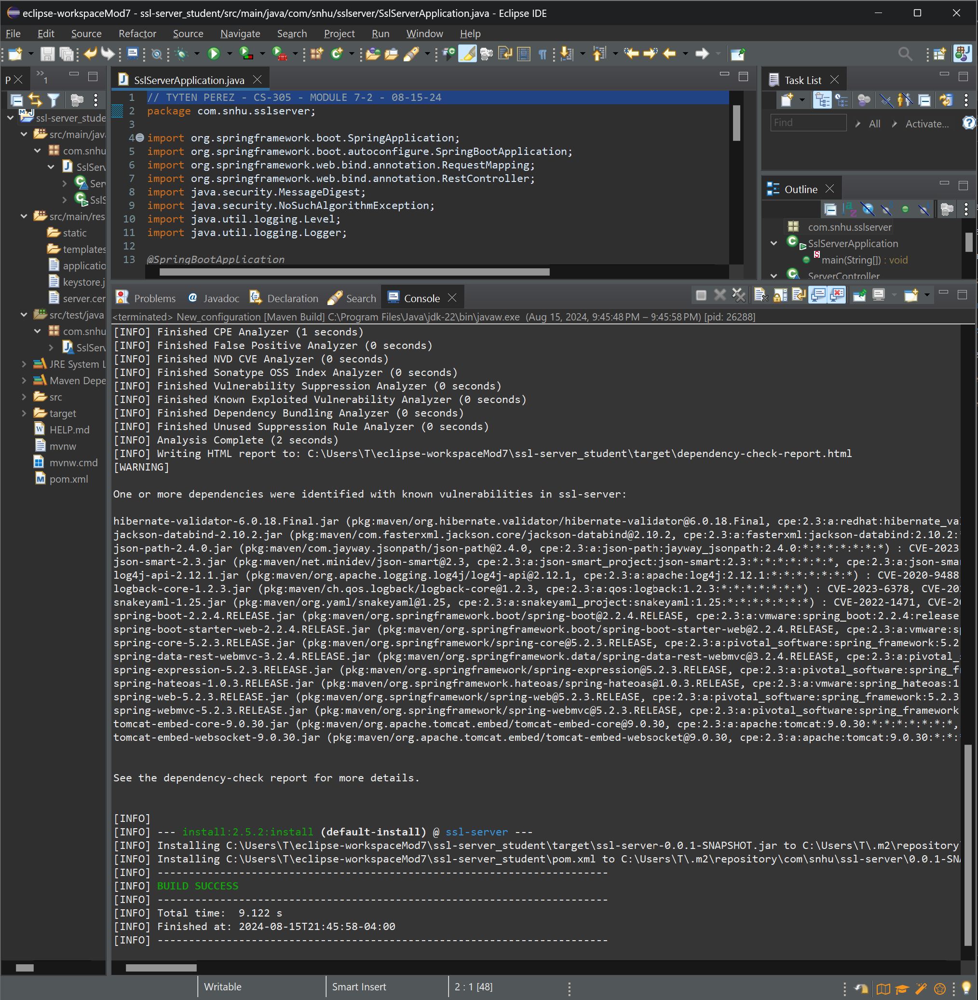 eclipse-workspaceMod7 - ssl-server_student/src/main/java/com/snhu/sslserver/SslServerApplication.java - Eclipse IDE
File Edit Source Refactor Source Navigate Search Project Run Window Help
P
1
ssl-server_stude
src/main/jav
com.snhu
SslServ
Ser
SslS
src/main/res
static
templates
applicatio
keystore.j
server.cer
src/test/java
com.snhu
SslServ
JRE System L
Maven Depe
src
target
HELP.md
mvnw
mvnw.cmd
pom.xml
SslServerApplication.java
1 // TYTEN PEREZ - CS-305 - MODULE 7-2 - 08-15-24
2 package com.snhu.sslserver;
3
4 import org.springframework.boot.SpringApplication;
5 import org.springframework.boot.autoconfigure.SpringBootApplication;
6 import org.springframework.web.bind.annotation.RequestMapping;
7 import org.springframework.web.bind.annotation.RestController;
8 import java.security.MessageDigest;
9 import java.security.NoSuchAlgorithmException;
10 import java.util.logging.Level;
11 import java.util.logging.Logger;
12
13 @SpringBootApplication
Task List
Find All Activate...
Outline
com.snhu.sslserver
SslServerApplication
main(String[]) : void
ServerController
Problems Javadoc Declaration Search Console
<terminated> New_configuration [Maven Build] C:\Program Files\Java\jdk-22\bin\javaw.exe (Aug 15, 2024, 9:45:48 PM – 9:45:58 PM) [pid: 26288]
[INFO] Finished CPE Analyzer (1 seconds)
[INFO] Finished False Positive Analyzer (0 seconds)
[INFO] Finished NVD CVE Analyzer (0 seconds)
[INFO] Finished Sonatype OSS Index Analyzer (0 seconds)
[INFO] Finished Vulnerability Suppression Analyzer (0 seconds)
[INFO] Finished Known Exploited Vulnerability Analyzer (0 seconds)
[INFO] Finished Dependency Bundling Analyzer (0 seconds)
[INFO] Finished Unused Suppression Rule Analyzer (0 seconds)
[INFO] Analysis Complete (2 seconds)
[INFO] Writing HTML report to: C:\Users\T\eclipse-workspaceMod7\ssl-server_student\target\dependency-check-report.html
[WARNING]
One or more dependencies were identified with known vulnerabilities in ssl-server:
hibernate-validator-6.0.18.Final.jar (pkg:maven/org.hibernate.validator/hibernate-validator@6.0.18.Final, cpe:2.3:a:redhat:hibernate_va
jackson-databind-2.10.2.jar (pkg:maven/com.fasterxml.jackson.core/jackson-databind@2.10.2, cpe:2.3:a:fasterxml:jackson-databind:2.10.2:
json-path-2.4.0.jar (pkg:maven/com.jayway.jsonpath/json-path@2.4.0, cpe:2.3:a:json-path:jayway_jsonpath:2.4.0:*:*:*:*:*:*:*) : CVE-2023
json-smart-2.3.jar (pkg:maven/net.minidev/json-smart@2.3, cpe:2.3:a:json-smart_project:json-smart:2.3:*:*:*:*:*:*:*, cpe:2.3:a:json-sma
log4j-api-2.12.1.jar (pkg:maven/org.apache.logging.log4j/log4j-api@2.12.1, cpe:2.3:a:apache:log4j:2.12.1:*:*:*:*:*:*:*) : CVE-2020-9488
logback-core-1.2.3.jar (pkg:maven/ch.qos.logback/logback-core@1.2.3, cpe:2.3:a:qos:logback:1.2.3:*:*:*:*:*:*:*) : CVE-2023-6378, CVE-20
snakeyaml-1.25.jar (pkg:maven/org.yaml/snakeyaml@1.25, cpe:2.3:a:snakeyaml_project:snakeyaml:1.25:*:*:*:*:*:*:*) : CVE-2022-1471, CVE-2
spring-boot-2.2.4.RELEASE.jar (pkg:maven/org.springframework.boot/spring-boot@2.2.4.RELEASE, cpe:2.3:a:vmware:spring_boot:2.2.4:release
spring-boot-starter-web-2.2.4.RELEASE.jar (pkg:maven/org.springframework.boot/spring-boot-starter-web@2.2.4.RELEASE, cpe:2.3:a:vmware:sp
spring-core-5.2.3.RELEASE.jar (pkg:maven/org.springframework/spring-core@5.2.3.RELEASE, cpe:2.3:a:pivotal_software:spring_framework:5.2
spring-data-rest-webmvc-3.2.4.RELEASE.jar (pkg:maven/org.springframework.data/spring-data-rest-webmvc@3.2.4.RELEASE, cpe:2.3:a:pivotal_
spring-expression-5.2.3.RELEASE.jar (pkg:maven/org.springframework/spring-expression@5.2.3.RELEASE, cpe:2.3:a:pivotal_software:spring_f
spring-hateoas-1.0.3.RELEASE.jar (pkg:maven/org.springframework.hateoas/spring-hateoas@1.0.3.RELEASE, cpe:2.3:a:vmware:spring_hateoas:1
spring-web-5.2.3.RELEASE.jar (pkg:maven/org.springframework/spring-web@5.2.3.RELEASE, cpe:2.3:a:pivotal_software:spring_framework:5.2.3
spring-webmvc-5.2.3.RELEASE.jar (pkg:maven/org.springframework/spring-webmvc@5.2.3.RELEASE, cpe:2.3:a:pivotal_software:spring_framework
tomcat-embed-core-9.0.30.jar (pkg:maven/org.apache.tomcat.embed/tomcat-embed-core@9.0.30, cpe:2.3:a:apache:tomcat:9.0.30:*:*:*:*:*:*:*,
tomcat-embed-websocket-9.0.30.jar (pkg:maven/org.apache.tomcat.embed/tomcat-embed-websocket@9.0.30, cpe:2.3:a:apache:tomcat:9.0.30:*:*:
See the dependency-check report for more details.
[INFO]
[INFO] --- install:2.5.2:install (default-install) @ ssl-server ---
[INFO] Installing C:\Users\T\eclipse-workspaceMod7\ssl-server_student\target\ssl-server-0.0.1-SNAPSHOT.jar to C:\Users\T\.m2\repository\
[INFO] Installing C:\Users\T\eclipse-workspaceMod7\ssl-server_student\pom.xml to C:\Users\T\.m2\repository\com\snhu\ssl-server\0.0.1-SNA
[INFO] ------------------------------------------------------------------------
[INFO] BUILD SUCCESS
[INFO] ------------------------------------------------------------------------
[INFO] Total time:  9.122 s
[INFO] Finished at: 2024-08-15T21:45:58-04:00
[INFO] ------------------------------------------------------------------------
Writable Smart Insert 2 : 1 [48]